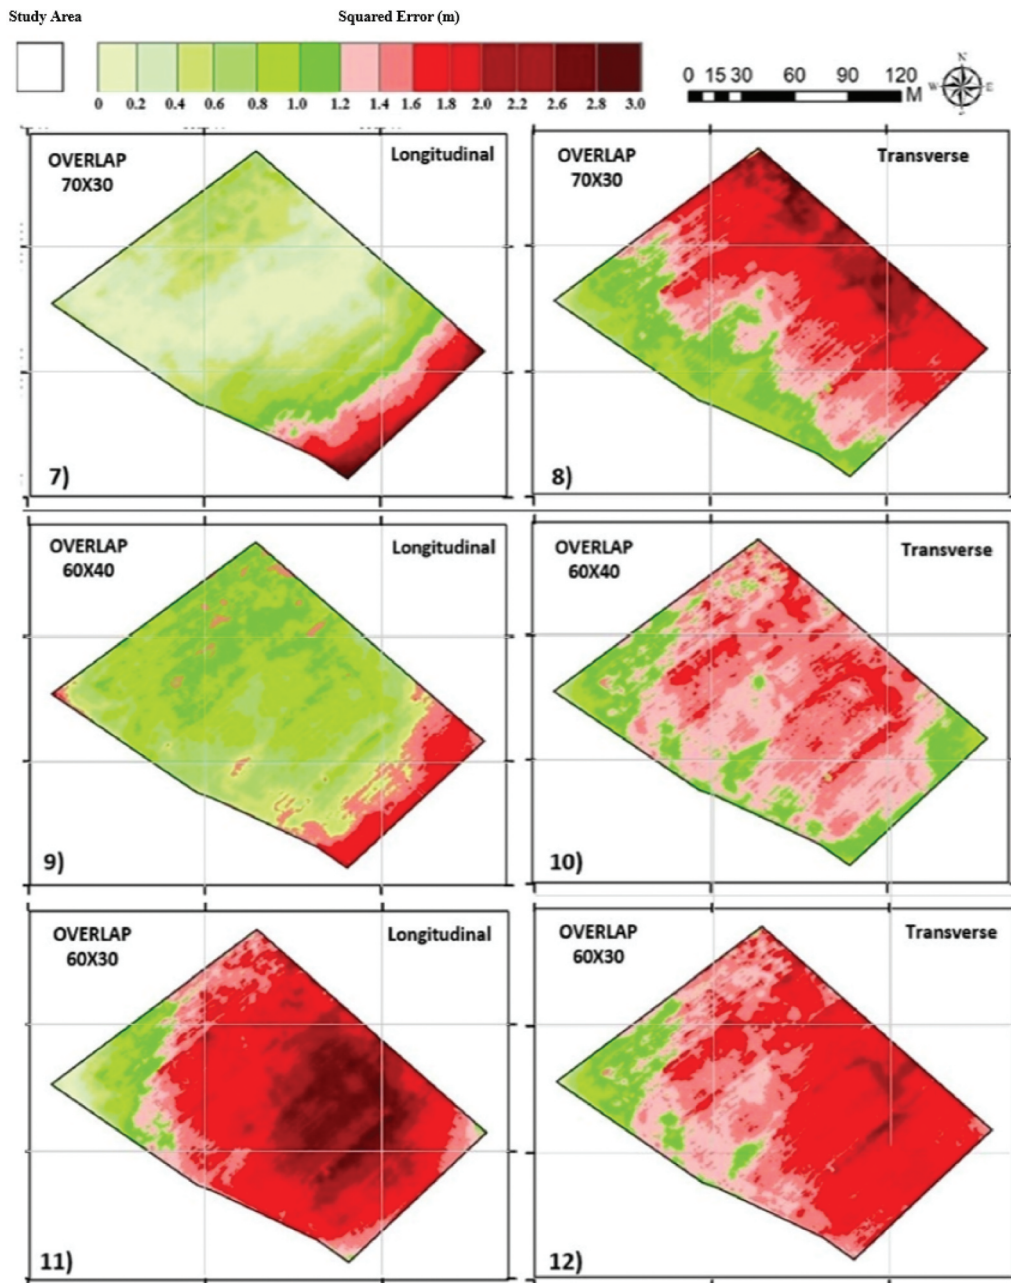 Study Area
Squared Error (m)
0 0.2 0.4 0.6 0.8 1.0 1.2 1.4 1.6 1.8 2.0 2.2 2.6 2.8 3.0
0 15 30 60 90 120
M
N
W E
OVERLAP
70X30
Longitudinal
7)
OVERLAP
70X30
Transverse
8)
OVERLAP
60X40
Longitudinal
9)
OVERLAP
60X40
Transverse
10)
OVERLAP
60X30
Longitudinal
11)
OVERLAP
60X30
Transverse
12)